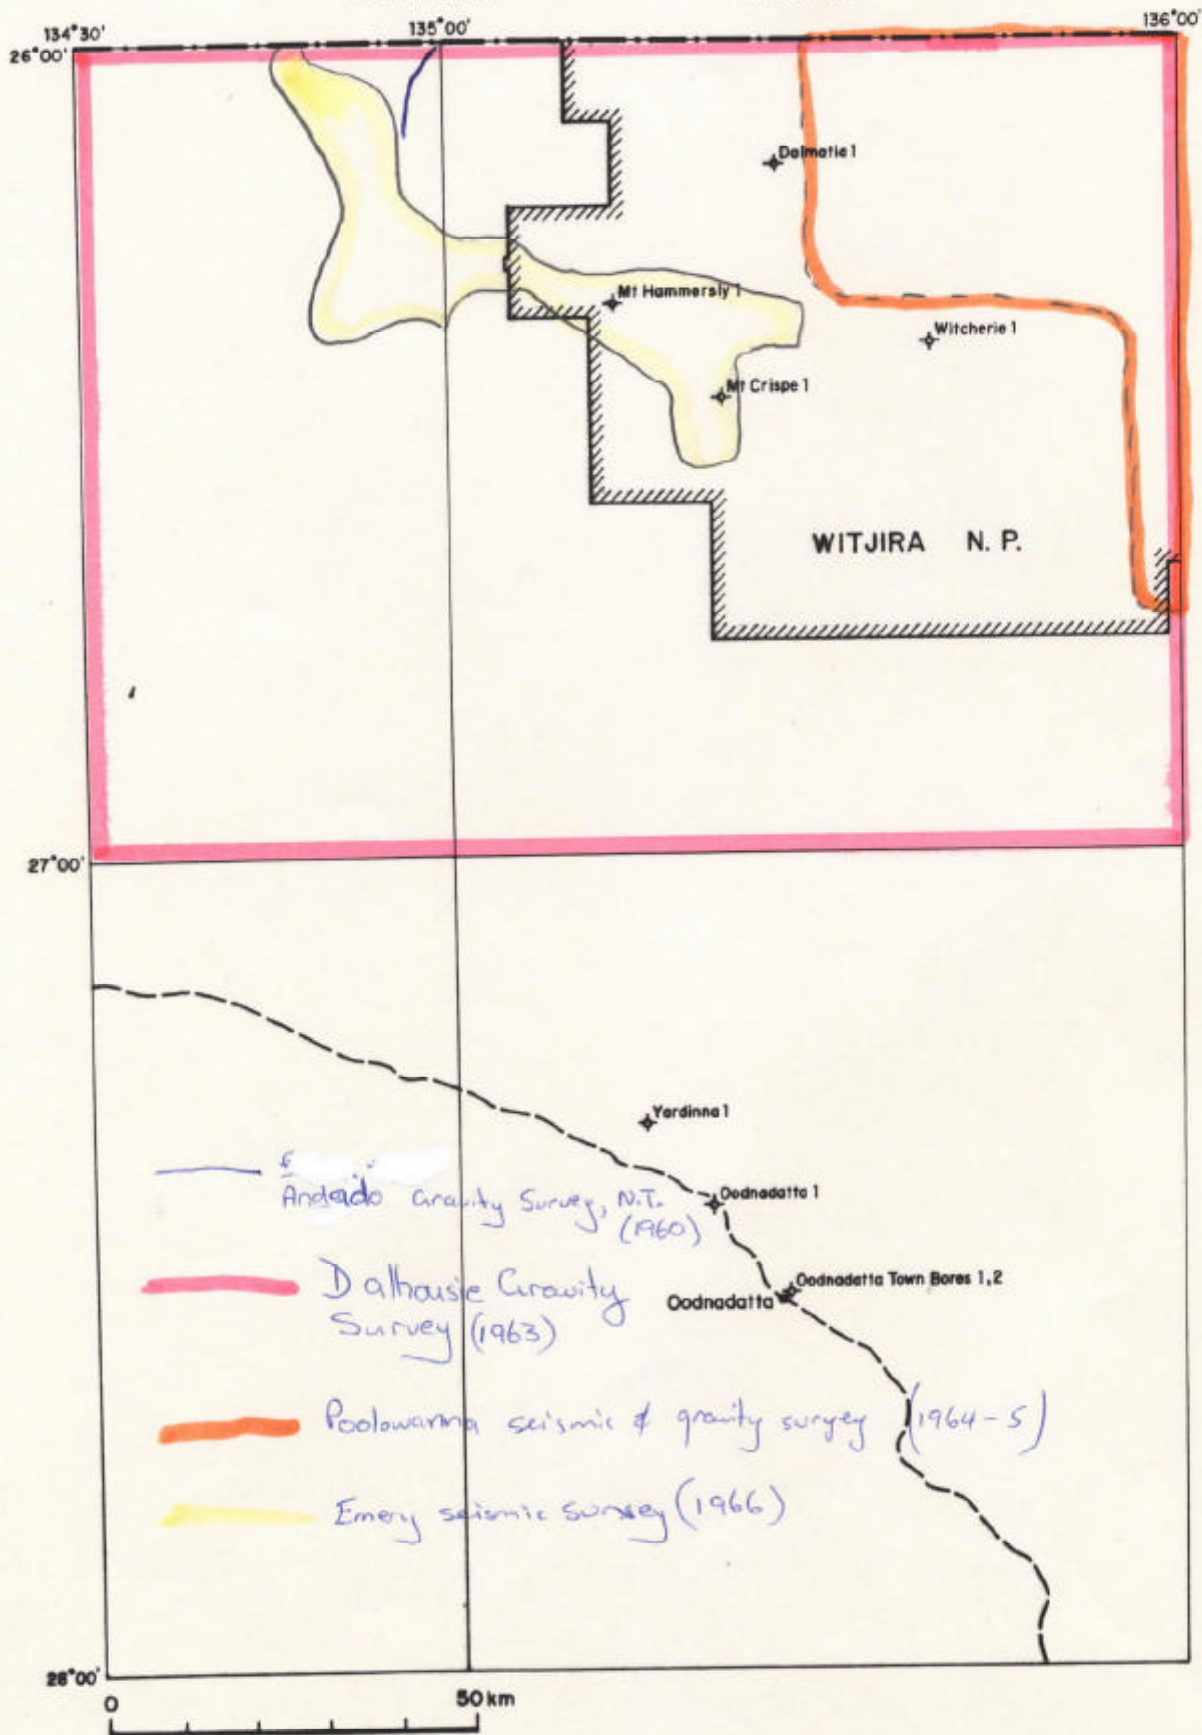 134°30'
135°00'
136°00'
26°00'
Dalmatie 1
Mt Hammersly 1
Witcherie 1
Mt Crispe 1
WITJIRA N. P.
27°00'
Yardinna 1
Andado Gravity Survey, N.T.
(1960)
Oodnadatta 1
Dalhousie Gravity
Survey (1963)
Oodnadatta Town Bores 1,2
Oodnadatta
Poolowanna seismic & gravity survey (1964-5)
Emery seismic survey (1966)
28°00'
0 50 km